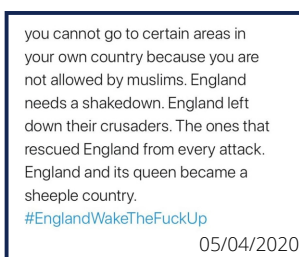 you cannot go to certain areas in
your own country because you are
not allowed by muslims. England
needs a shakedown. England left
down their crusaders. The ones that
rescued England from every attack.
England and its queen became a
sheeple country.
#EnglandWakeTheFuckUp
05/04/2020